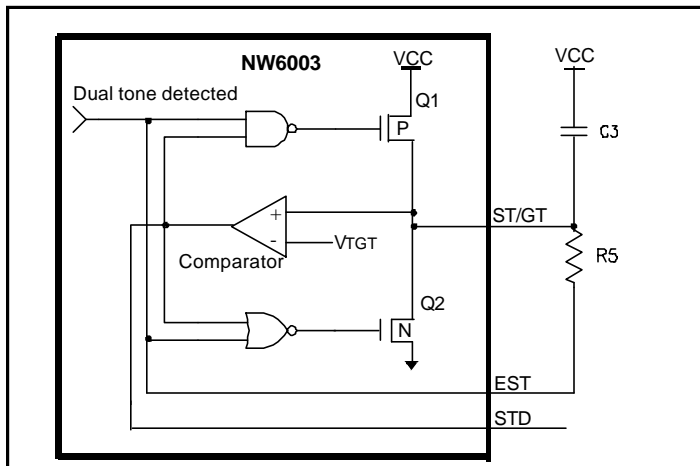 NW6003
VCC
VCC
Dual tone detected
Q1
P
C3
+
ST/GT
-
VTGT
R5
Comparator
Q2
N
EST
STD